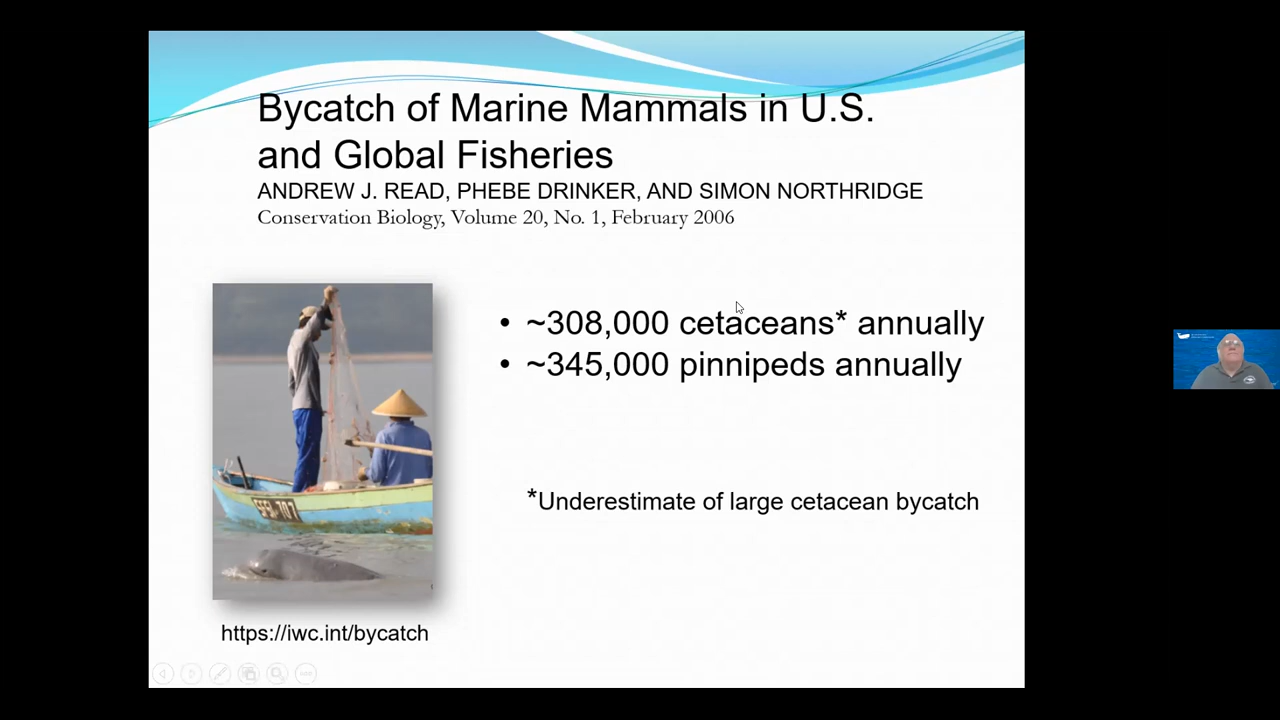 Bycatch of Marine Mammals in U.S.
and Global Fisheries
ANDREW J. READ, PHEBE DRINKER, AND SIMON NORTHRIDGE
Conservation Biology, Volume 20, No. 1, February 2006
• ~308,000 cetaceans* annually
• ~345,000 pinnipeds annually
*Underestimate of large cetacean bycatch
https://iwc.int/bycatch